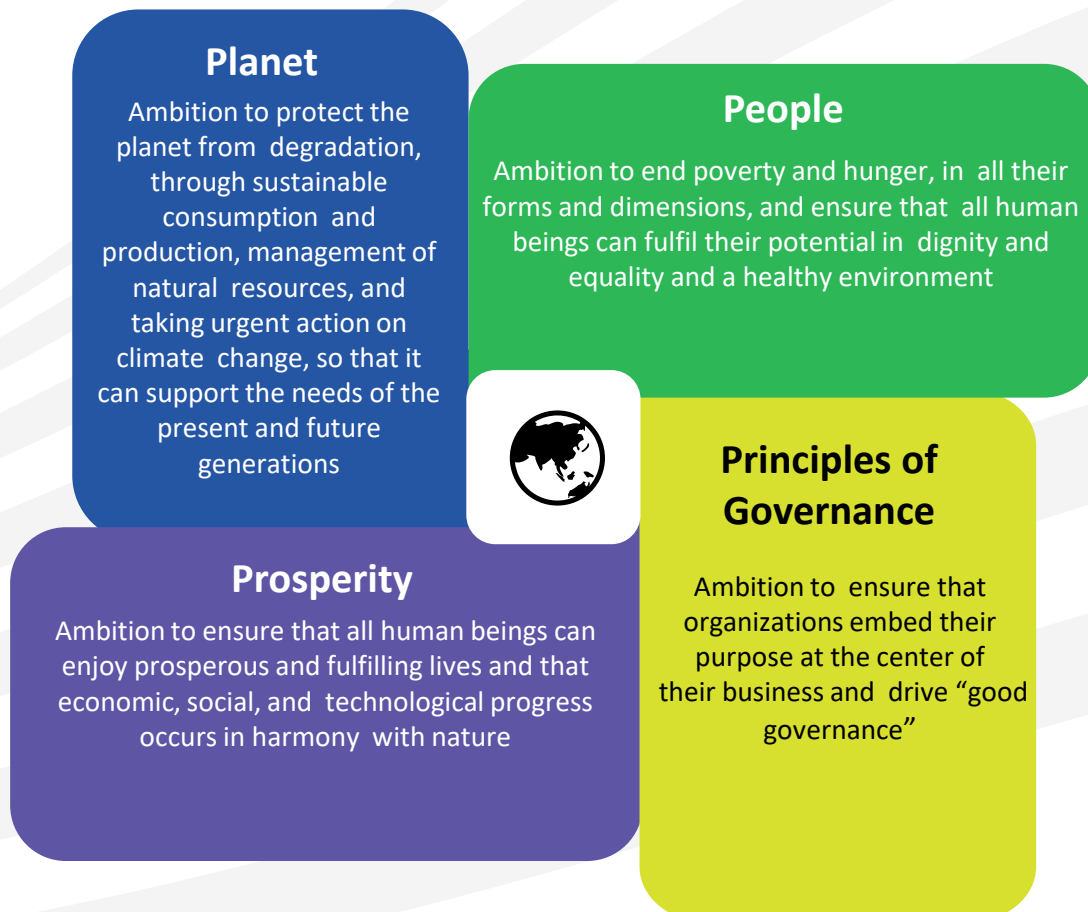 Planet
Ambition to protect the
planet from degradation,
through sustainable
consumption and
production, management of
natural resources, and
taking urgent action on
climate change, so that it
can support the needs of the
present and future
generations
People
Ambition to end poverty and hunger, in all their
forms and dimensions, and ensure that all human
beings can fulfil their potential in dignity and
equality and a healthy environment
Prosperity
Ambition to ensure that all human beings can
enjoy prosperous and fulfilling lives and that
economic, social, and technological progress
occurs in harmony with nature
Principles of
Governance
Ambition to ensure that
organizations embed their
purpose at the center of
their business and drive “good
governance”